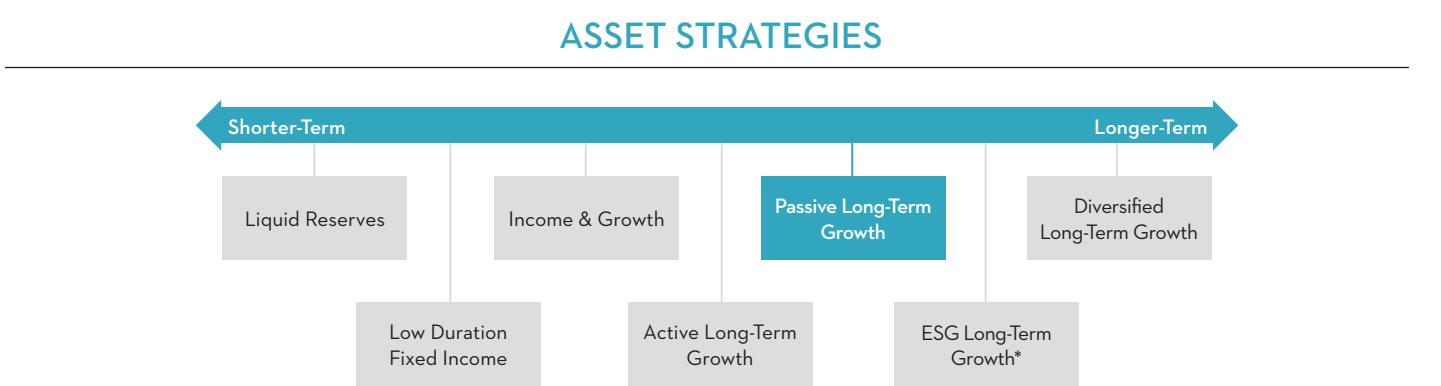 ASSET STRATEGIES
Shorter-Term
Longer-Term
Liquid Reserves
Income & Growth
Passive Long-Term
Growth
Diversified
Long-Term Growth
Low Duration
Fixed Income
Active Long-Term
Growth
ESG Long-Term
Growth*